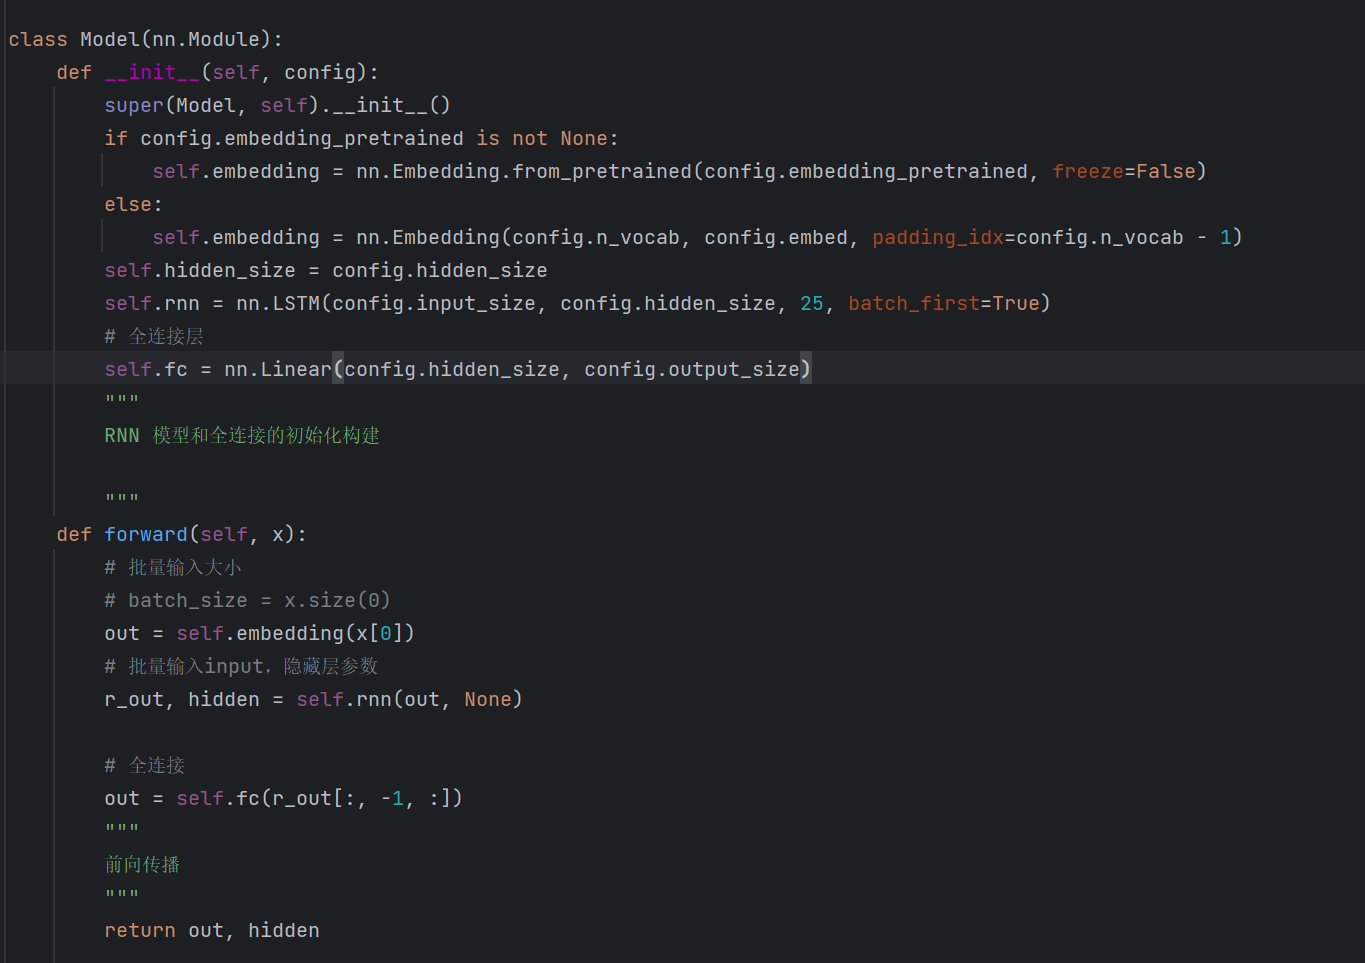 class Model(nn.Module):
    def __init__(self, config):
        super(Model, self).__init__()
        if config.embedding_pretrained is not None:
            self.embedding = nn.Embedding.from_pretrained(config.embedding_pretrained, freeze=False)
        else:
            self.embedding = nn.Embedding(config.n_vocab, config.embed, padding_idx=config.n_vocab - 1)
        self.hidden_size = config.hidden_size
        self.rnn = nn.LSTM(config.input_size, config.hidden_size, 25, batch_first=True)
        # 全连接层
        self.fc = nn.Linear(config.hidden_size, config.output_size)
        """
        RNN 模型和全连接的初始化构建
        """
    def forward(self, x):
        # 批量输入大小
        # batch_size = x.size(0)
        out = self.embedding(x[0])
        # 批量输入input，隐藏层参数
        r_out, hidden = self.rnn(out, None)
        # 全连接
        out = self.fc(r_out[:, -1, :])
        """
        前向传播
        """
        return out, hidden